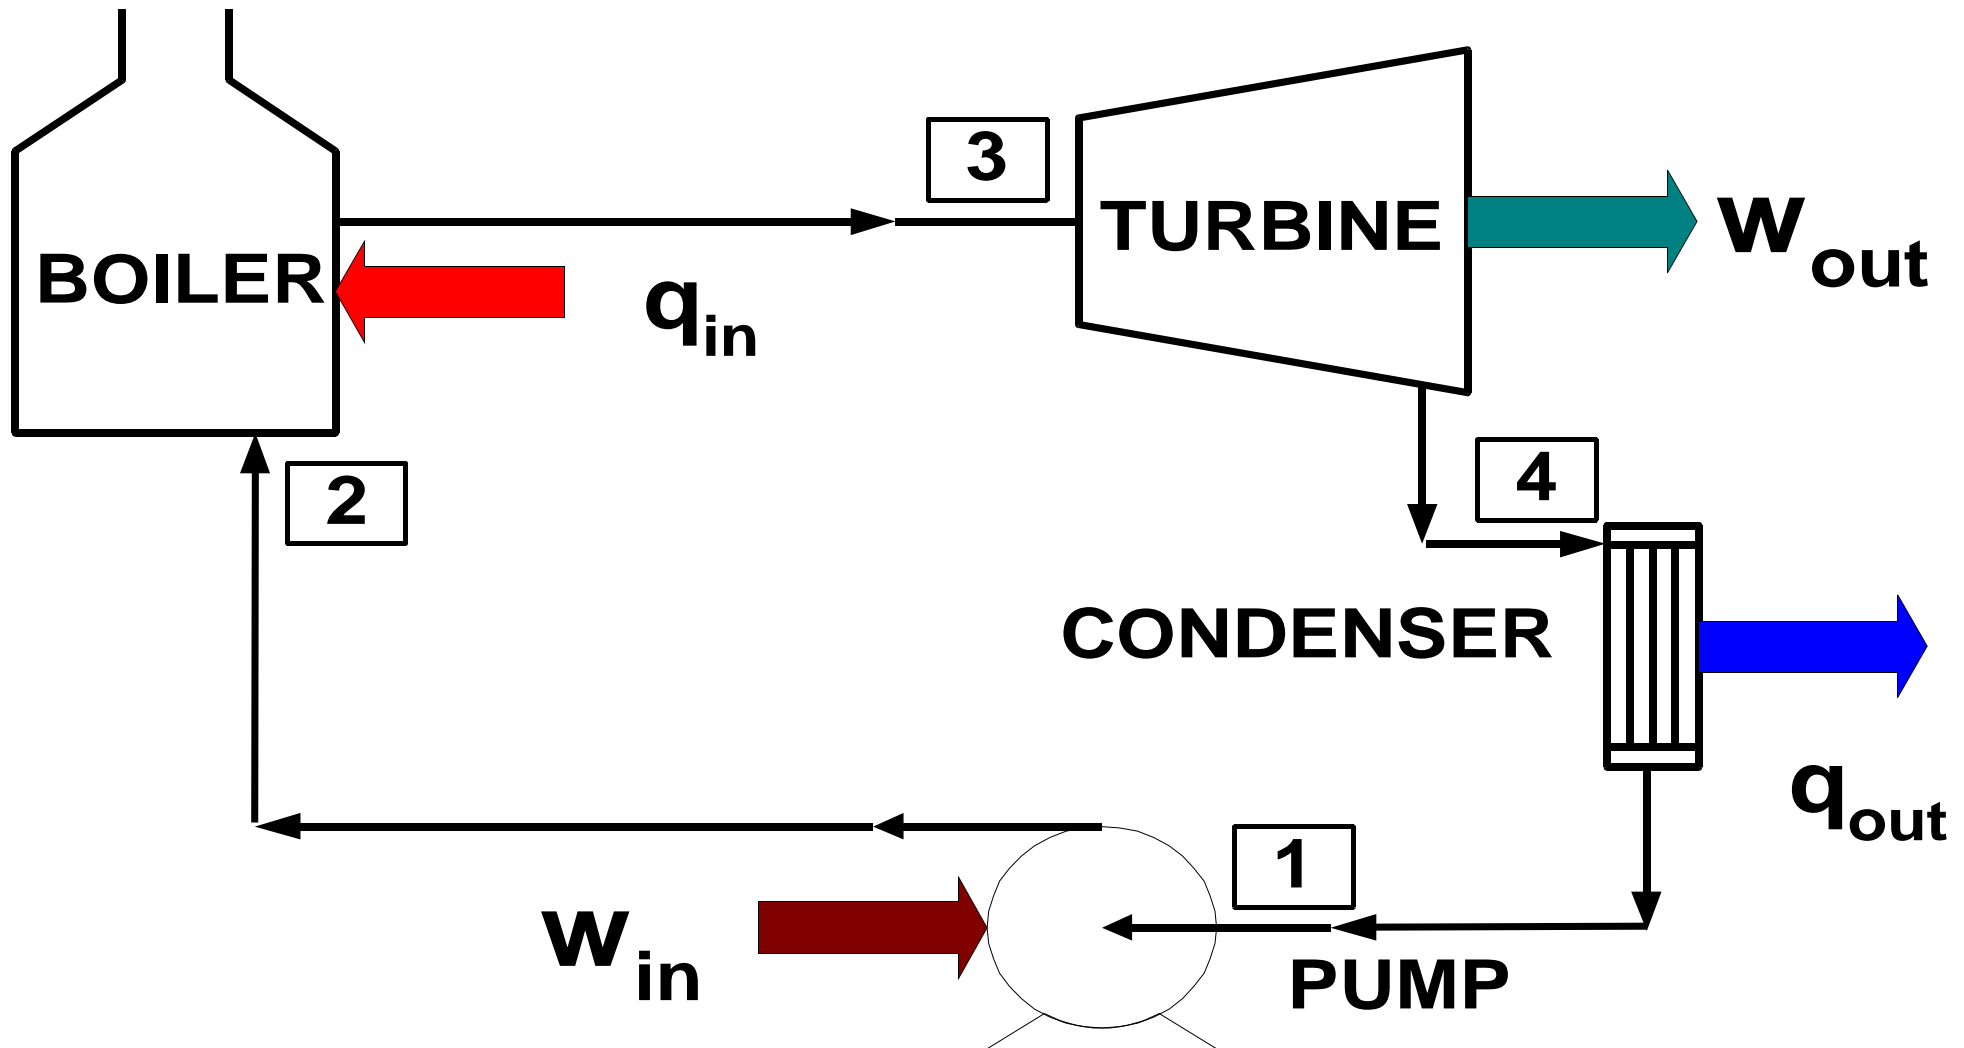 3
TURBINE
w out
BOILER
q in
4
2
CONDENSER
q out
1
w in
PUMP